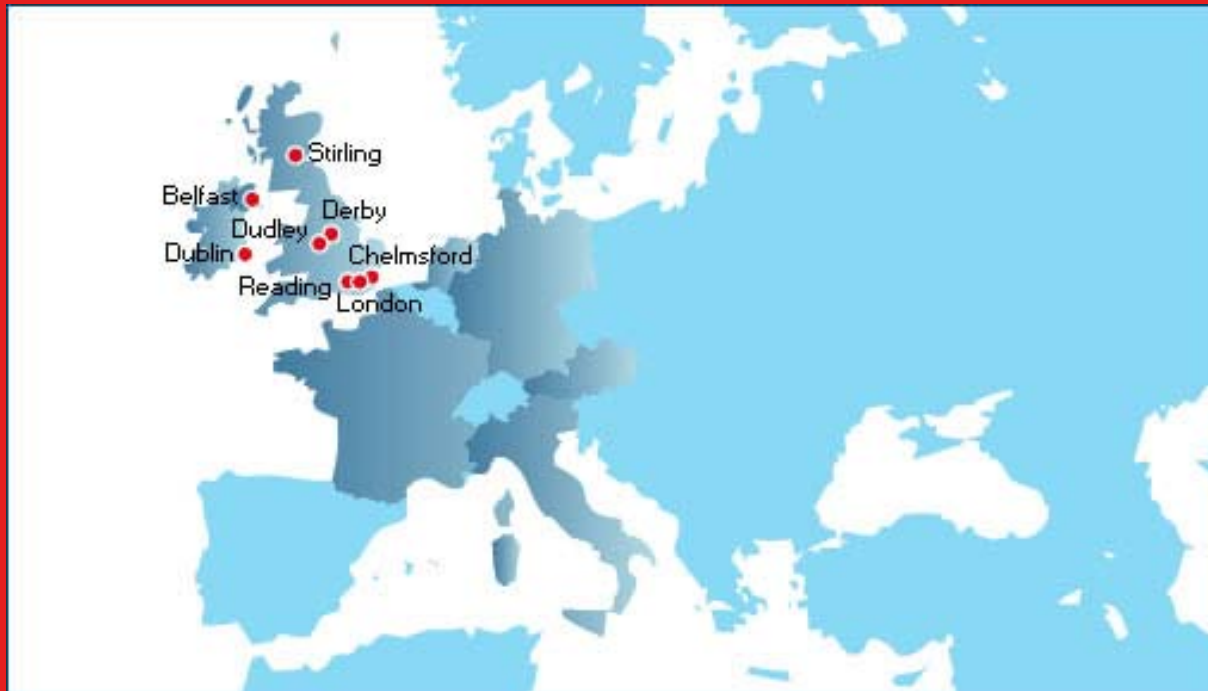 Stirling
Belfast
Derby
Dudley
Dublin
Chelmsford
Reading
London